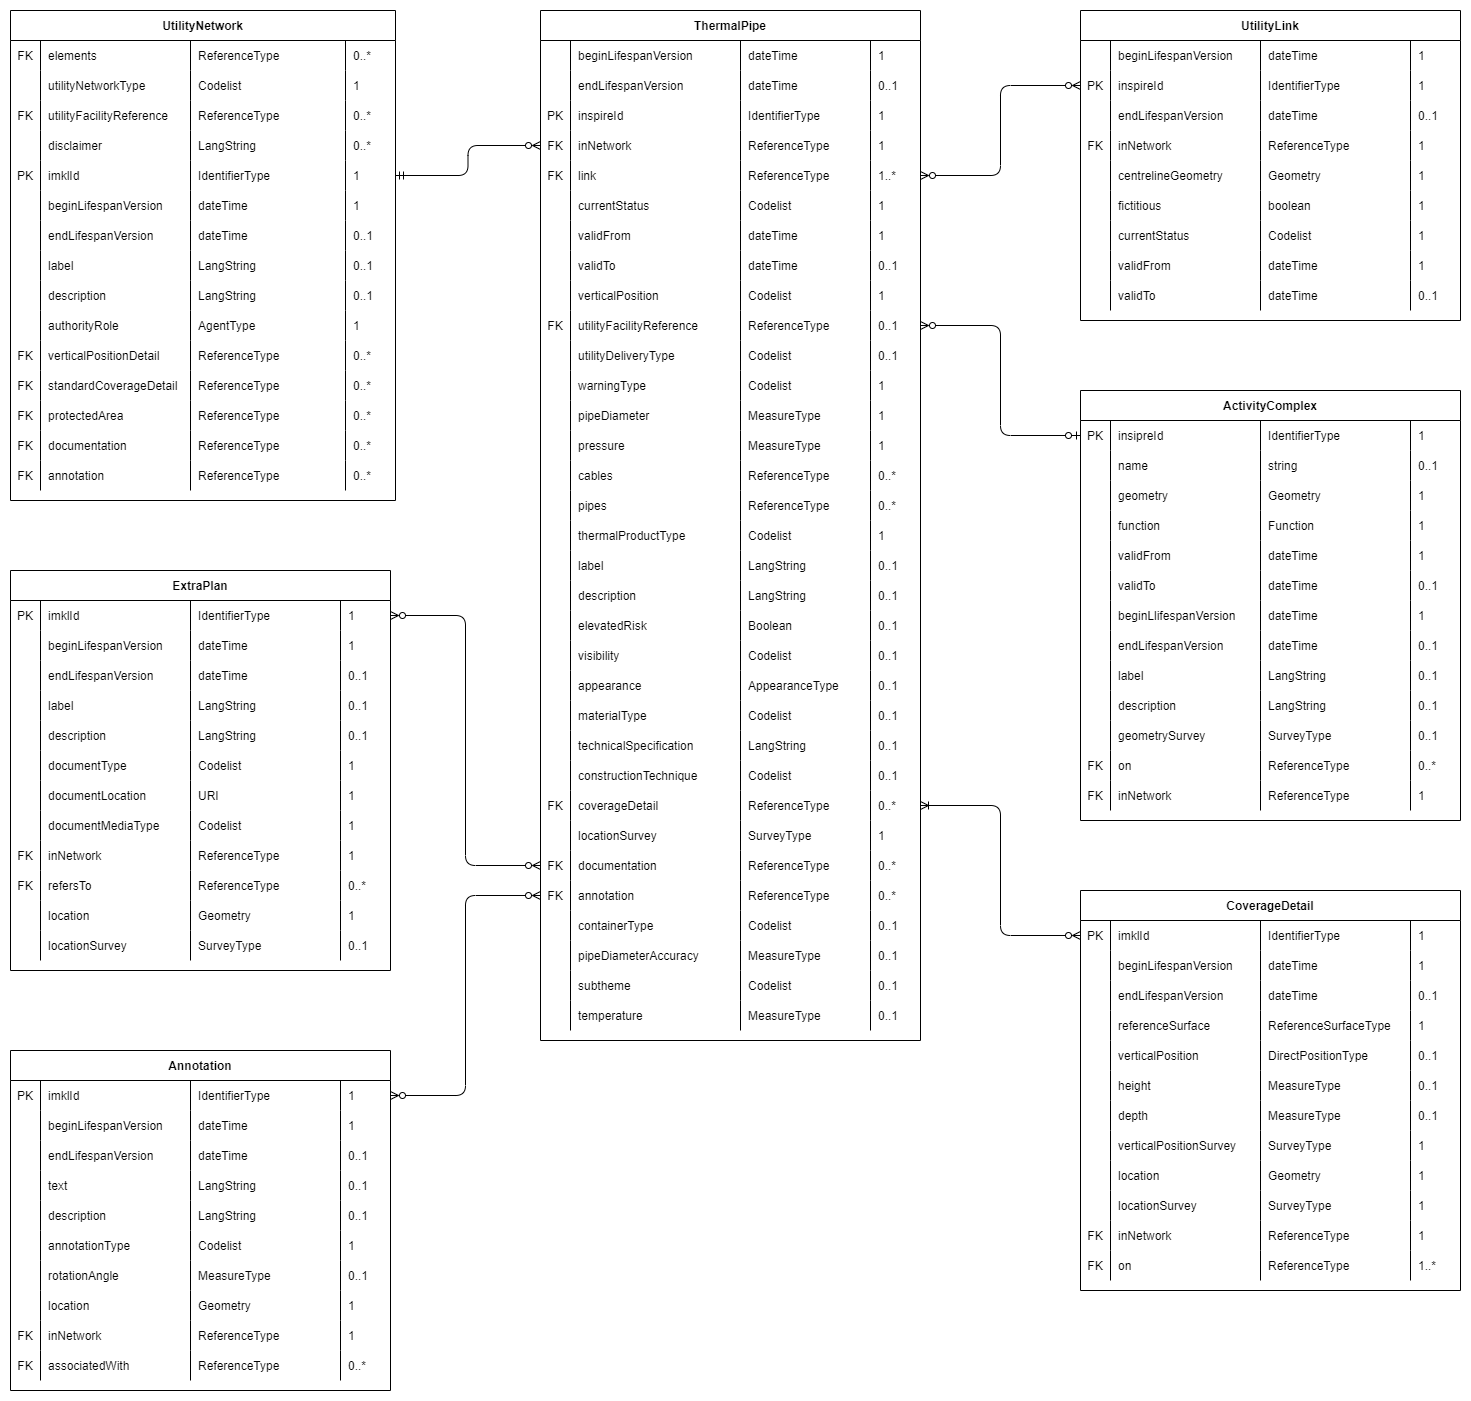 UtilityNetwork
FK elements ReferenceType 0..*
utilityNetworkType Codelist 1
FK utilityFacilityReference ReferenceType 0..*
disclaimer LangString 0..*
PK imklId IdentifierType 1
beginLifespanVersion dateTime 1
endLifespanVersion dateTime 0..1
label LangString 0..1
description LangString 0..1
authorityRole AgentType 1
FK verticalPositionDetail ReferenceType 0..*
FK standardCoverageDetail ReferenceType 0..*
FK protectedArea ReferenceType 0..*
FK documentation ReferenceType 0..*
FK annotation ReferenceType 0..*
ExtraPlan
PK imklId IdentifierType 1
beginLifespanVersion dateTime 1
endLifespanVersion dateTime 0..1
label LangString 0..1
description LangString 0..1
documentType Codelist 1
documentLocation URI 1
documentMediaType Codelist 1
FK inNetwork ReferenceType 1
FK refersTo ReferenceType 0..*
location Geometry 1
locationSurvey SurveyType 0..1
Annotation
PK imklId IdentifierType 1
beginLifespanVersion dateTime 1
endLifespanVersion dateTime 0..1
text LangString 0..1
description LangString 0..1
annotationType Codelist 1
rotationAngle MeasureType 0..1
location Geometry 1
FK inNetwork ReferenceType 1
FK associatedWith ReferenceType 0..*
ThermalPipe
beginLifespanVersion dateTime 1
endLifespanVersion dateTime 0..1
PK inspireId IdentifierType 1
FK inNetwork ReferenceType 1
FK link ReferenceType 1..*
currentStatus Codelist 1
validFrom dateTime 1
validTo dateTime 0..1
verticalPosition Codelist 1
FK utilityFacilityReference ReferenceType 0..1
utilityDeliveryType Codelist 0..1
warningType Codelist 1
pipeDiameter MeasureType 1
pressure MeasureType 1
cables ReferenceType 0..*
pipes ReferenceType 0..*
thermalProductType Codelist 1
label LangString 0..1
description LangString 0..1
elevatedRisk Boolean 0..1
visibility Codelist 0..1
appearance AppearanceType 0..1
materialType Codelist 0..1
technicalSpecification LangString 0..1
constructionTechnique Codelist 0..1
FK coverageDetail ReferenceType 0..*
locationSurvey SurveyType 1
FK documentation ReferenceType 0..*
FK annotation ReferenceType 0..*
containerType Codelist 0..1
pipeDiameterAccuracy MeasureType 0..1
subtheme Codelist 0..1
temperature MeasureType 0..1
UtilityLink
beginLifespanVersion dateTime 1
PK inspireId IdentifierType 1
endLifespanVersion dateTime 0..1
FK inNetwork ReferenceType 1
centrelineGeometry Geometry 1
fictitious boolean 1
currentStatus Codelist 1
validFrom dateTime 1
validTo dateTime 0..1
ActivityComplex
PK insipreId IdentifierType 1
name string 0..1
geometry Geometry 1
function Function 1
validFrom dateTime 1
validTo dateTime 0..1
beginLlifespanVersion dateTime 1
endLifespanVersion dateTime 0..1
label LangString 0..1
description LangString 0..1
geometrySurvey SurveyType 0..1
FK on ReferenceType 0..*
FK inNetwork ReferenceType 1
CoverageDetail
PK imklId IdentifierType 1
beginLifespanVersion dateTime 1
endLifespanVersion dateTime 0..1
referenceSurface ReferenceSurfaceType 1
verticalPosition DirectPositionType 0..1
height MeasureType 0..1
depth MeasureType 0..1
verticalPositionSurvey SurveyType 1
location Geometry 1
locationSurvey SurveyType 1
FK inNetwork ReferenceType 1
FK on ReferenceType 1..*